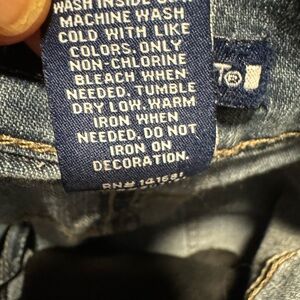 WASH INSIDE
MACHINE WASH
COLD WITH LIKE
COLORS. ONLY
NON-CHLORINE
BLEACH WHEN
NEEDED. TUMBLE
DRY LOW. WARM
IRON WHEN
NEEDED. DO NOT
IRON ON
DECORATION.
RN#